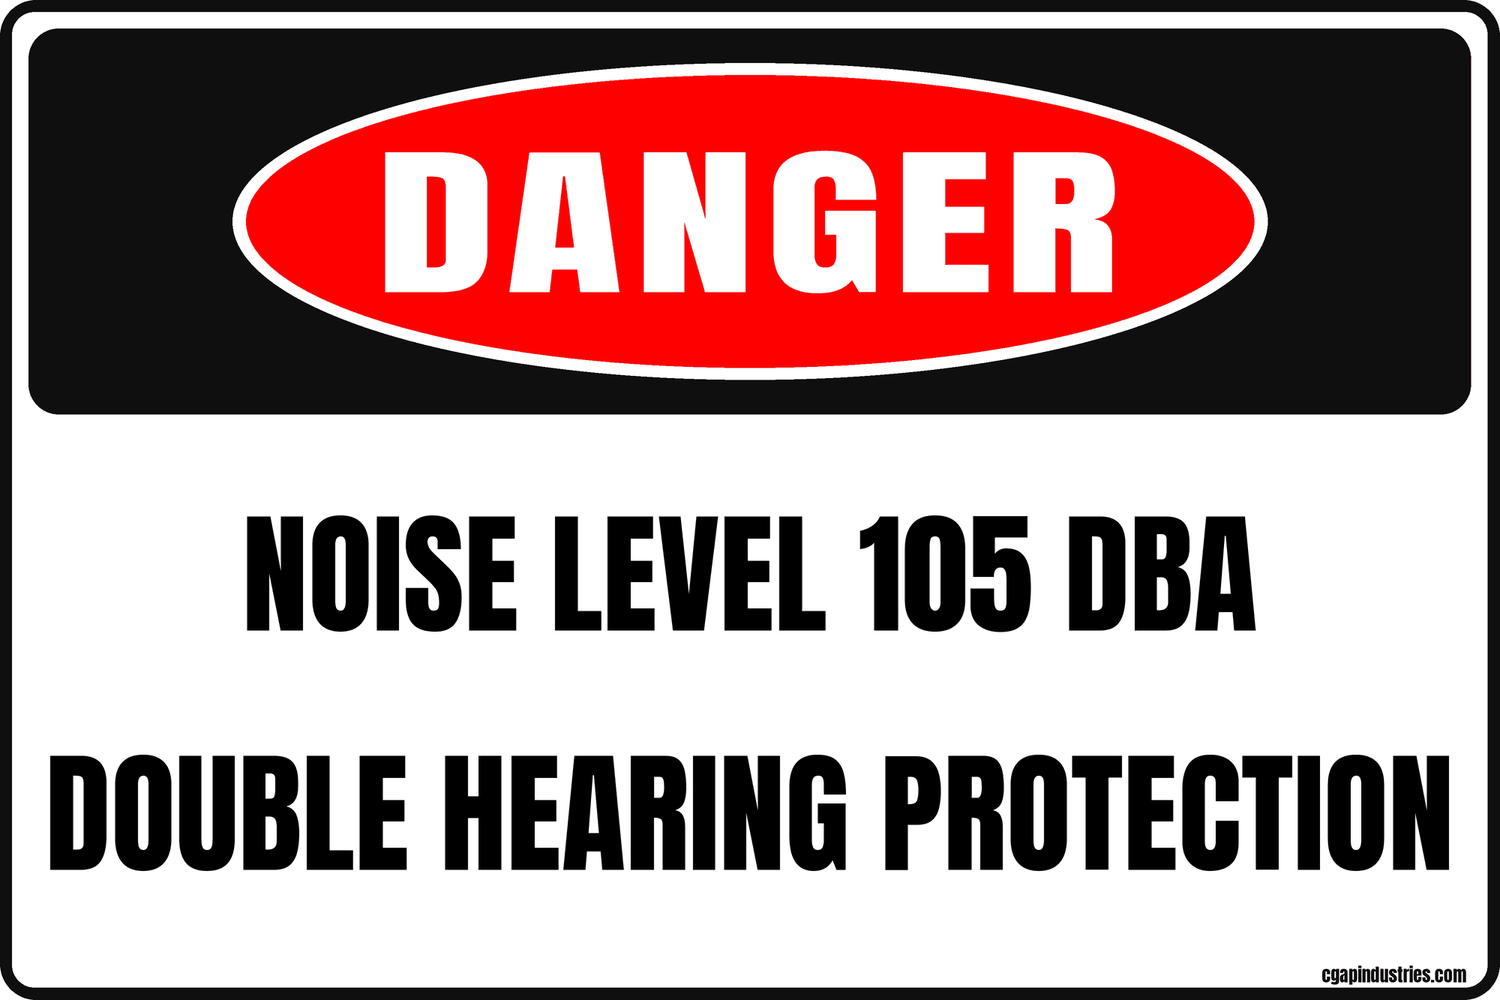 DANGER
NOISE LEVEL 105 DBA
DOUBLE HEARING PROTECTION
cgapindustries.com